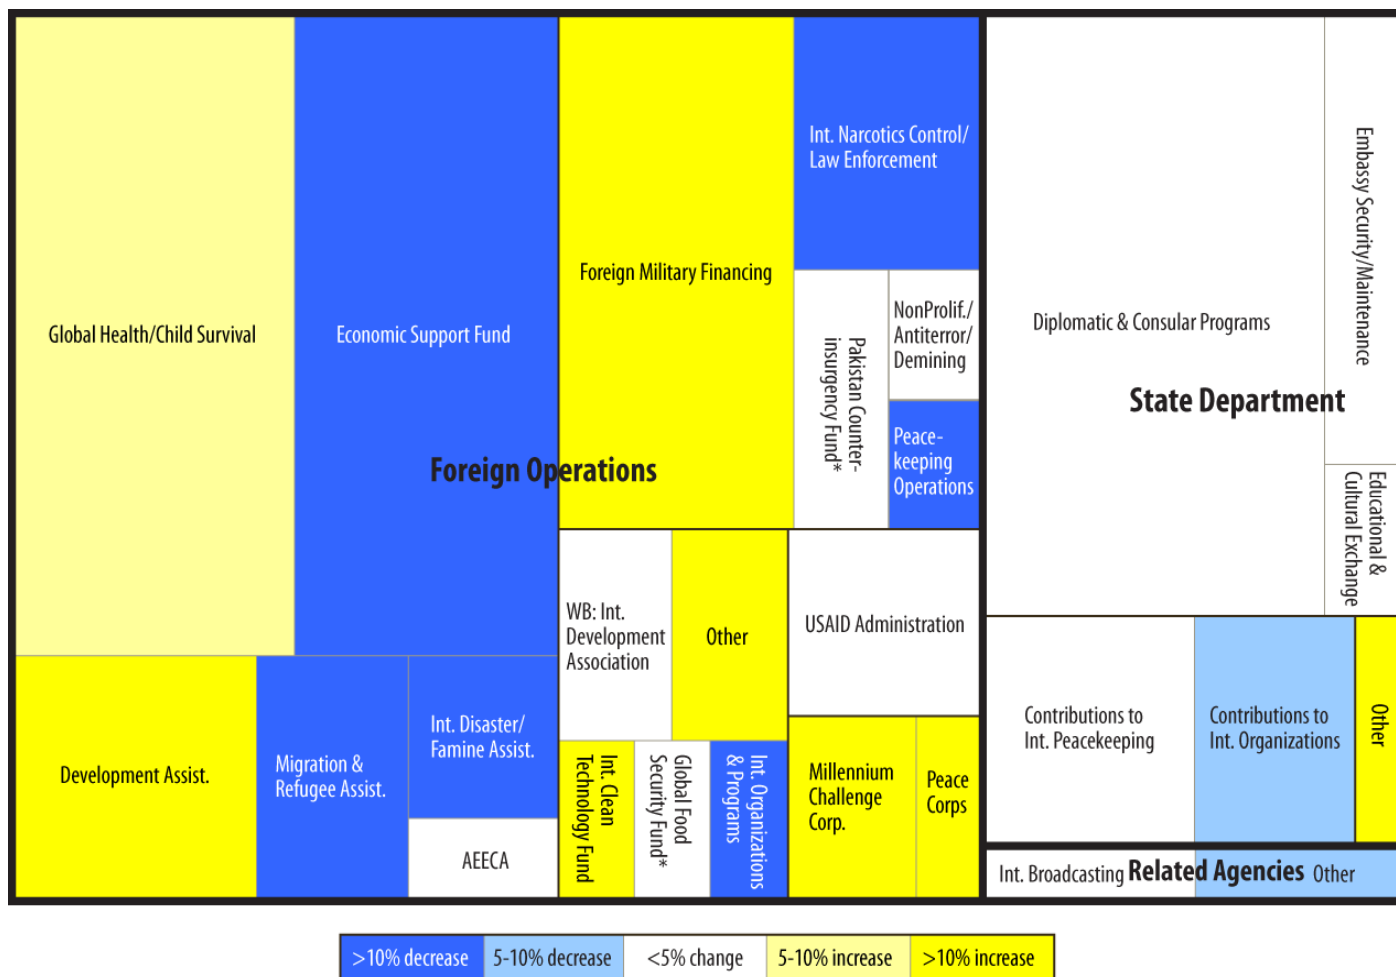 Global Health/Child Survival
Economic Support Fund
Foreign Military Financing
Int. Narcotics Control/
Law Enforcement
Pakistan Counter-
insurgency Fund*
NonProlif./
Antiterror/
Demining
Peace-
keeping
Operations
Foreign Operations
Development Assist.
Migration &
Refugee Assist.
Int. Disaster/
Famine Assist.
AEECA
WB: Int.
Development
Association
Other
USAID Administration
Int. Clean
Technology Fund
Global Food
Security Fund*
Int. Organizations
& Programs
Millennium
Challenge
Corp.
Peace
Corps
Diplomatic & Consular Programs
Embassy Security/Maintenance
State Department
Educational &
Cultural Exchange
Contributions to
Int. Peacekeeping
Contributions to
Int. Organizations
Other
Int. Broadcasting
Related Agencies
Other
>10% decrease
5-10% decrease
<5% change
5-10% increase
>10% increase